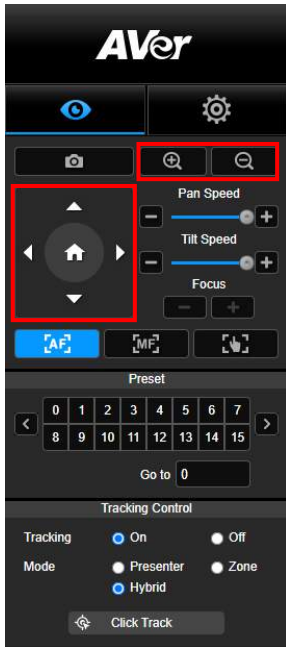 AVer
Pan Speed
Tilt Speed
Focus
AF
MF
Preset
0 1 2 3 4 5 6 7
8 9 10 11 12 13 14 15
Go to 0
Tracking Control
Tracking On Off
Mode Presenter Zone
Hybrid
Click Track